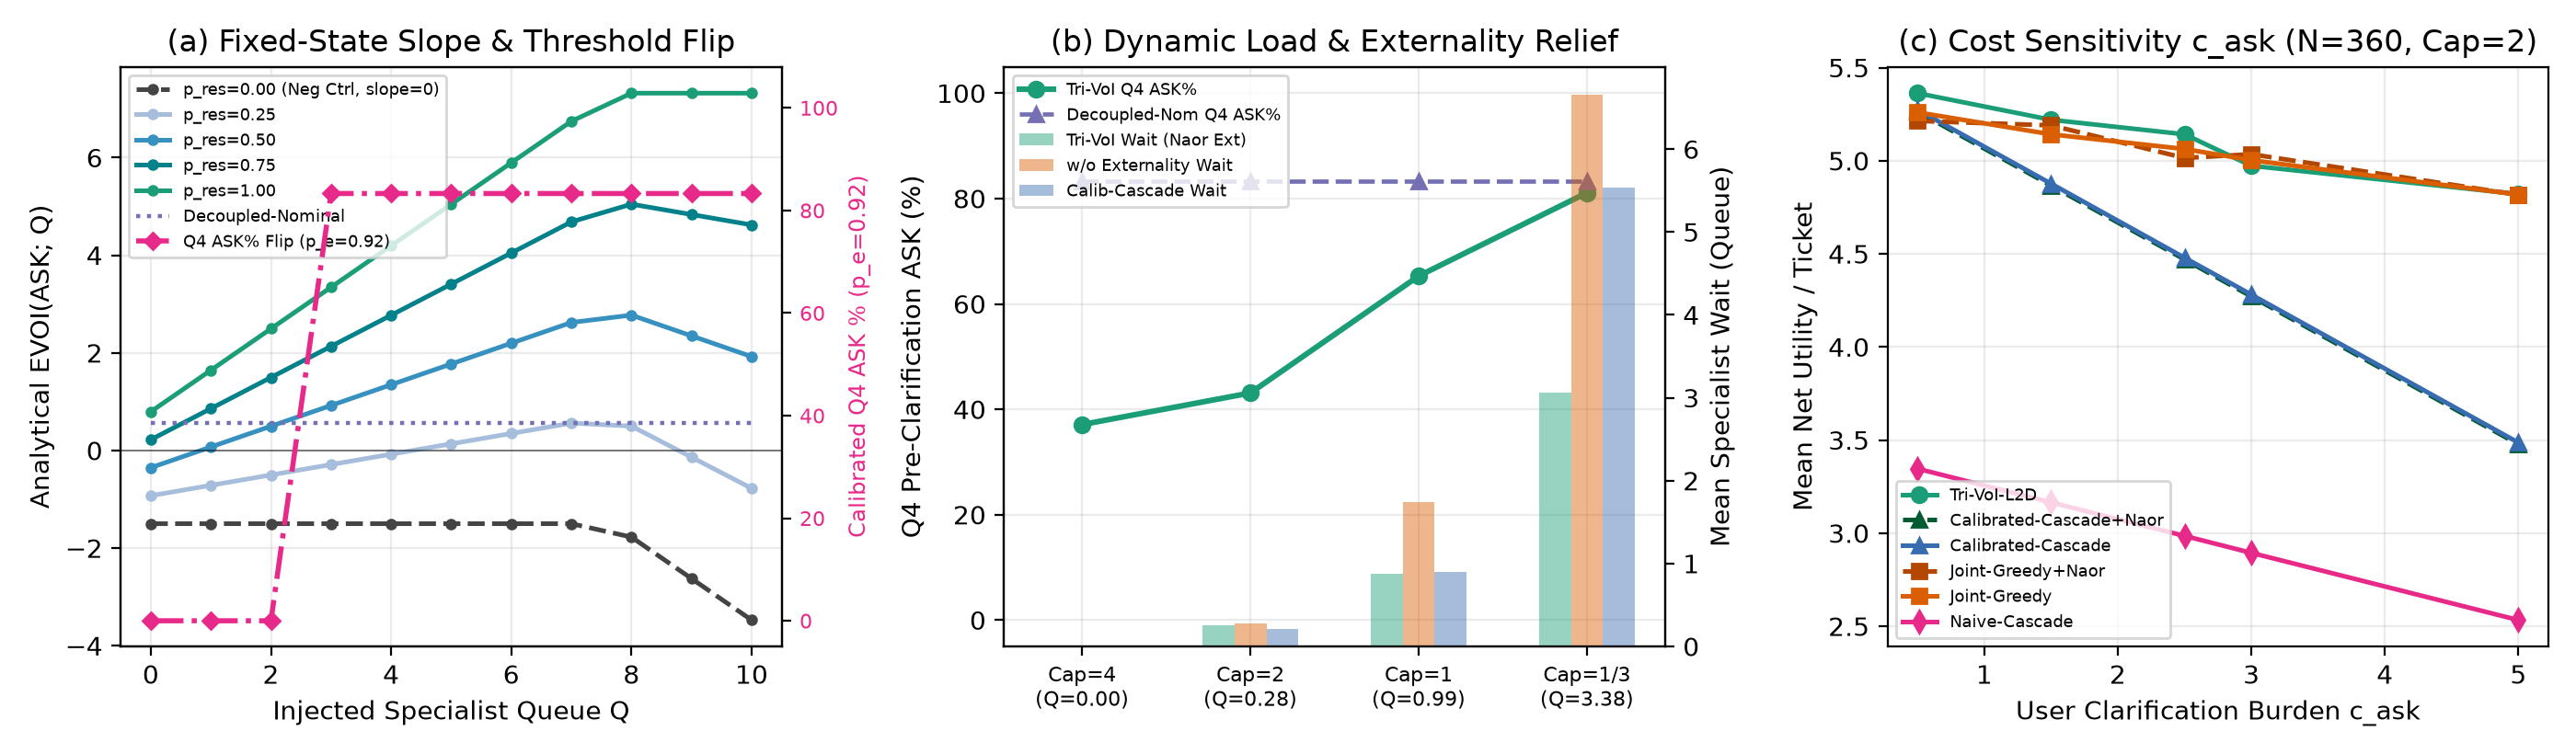 (a) Fixed-State Slope & Threshold Flip
p_res=0.00 (Neg Ctrl, slope=0)
p_res=0.25
p_res=0.50
p_res=0.75
p_res=1.00
Decoupled-Nominal
Q4 ASK% Flip (p_e=0.92)
Analytical EVOI(ASK; Q)
6
4
2
0
−2
−4
0
2
4
6
8
10
Injected Specialist Queue Q
100
80
60
40
20
0
Calibrated Q4 ASK % (p_e=0.92)
(b) Dynamic Load & Externality Relief
Tri-VoI Q4 ASK%
Decoupled-Nom Q4 ASK%
Tri-VoI Wait (Naor Ext)
w/o Externality Wait
Calib-Cascade Wait
Q4 Pre-Clarification ASK (%)
100
80
60
40
20
0
Cap=4
(Q=0.00)
Cap=2
(Q=0.28)
Cap=1
(Q=0.99)
Cap=1/3
(Q=3.38)
6
5
4
3
2
1
0
Mean Specialist Wait (Queue)
(c) Cost Sensitivity c_ask (N=360, Cap=2)
Mean Net Utility / Ticket
5.5
5.0
4.5
4.0
3.5
3.0
2.5
Tri-VoI-L2D
Calibrated-Cascade+Naor
Calibrated-Cascade
Joint-Greedy+Naor
Joint-Greedy
Naive-Cascade
1
2
3
4
5
User Clarification Burden c_ask